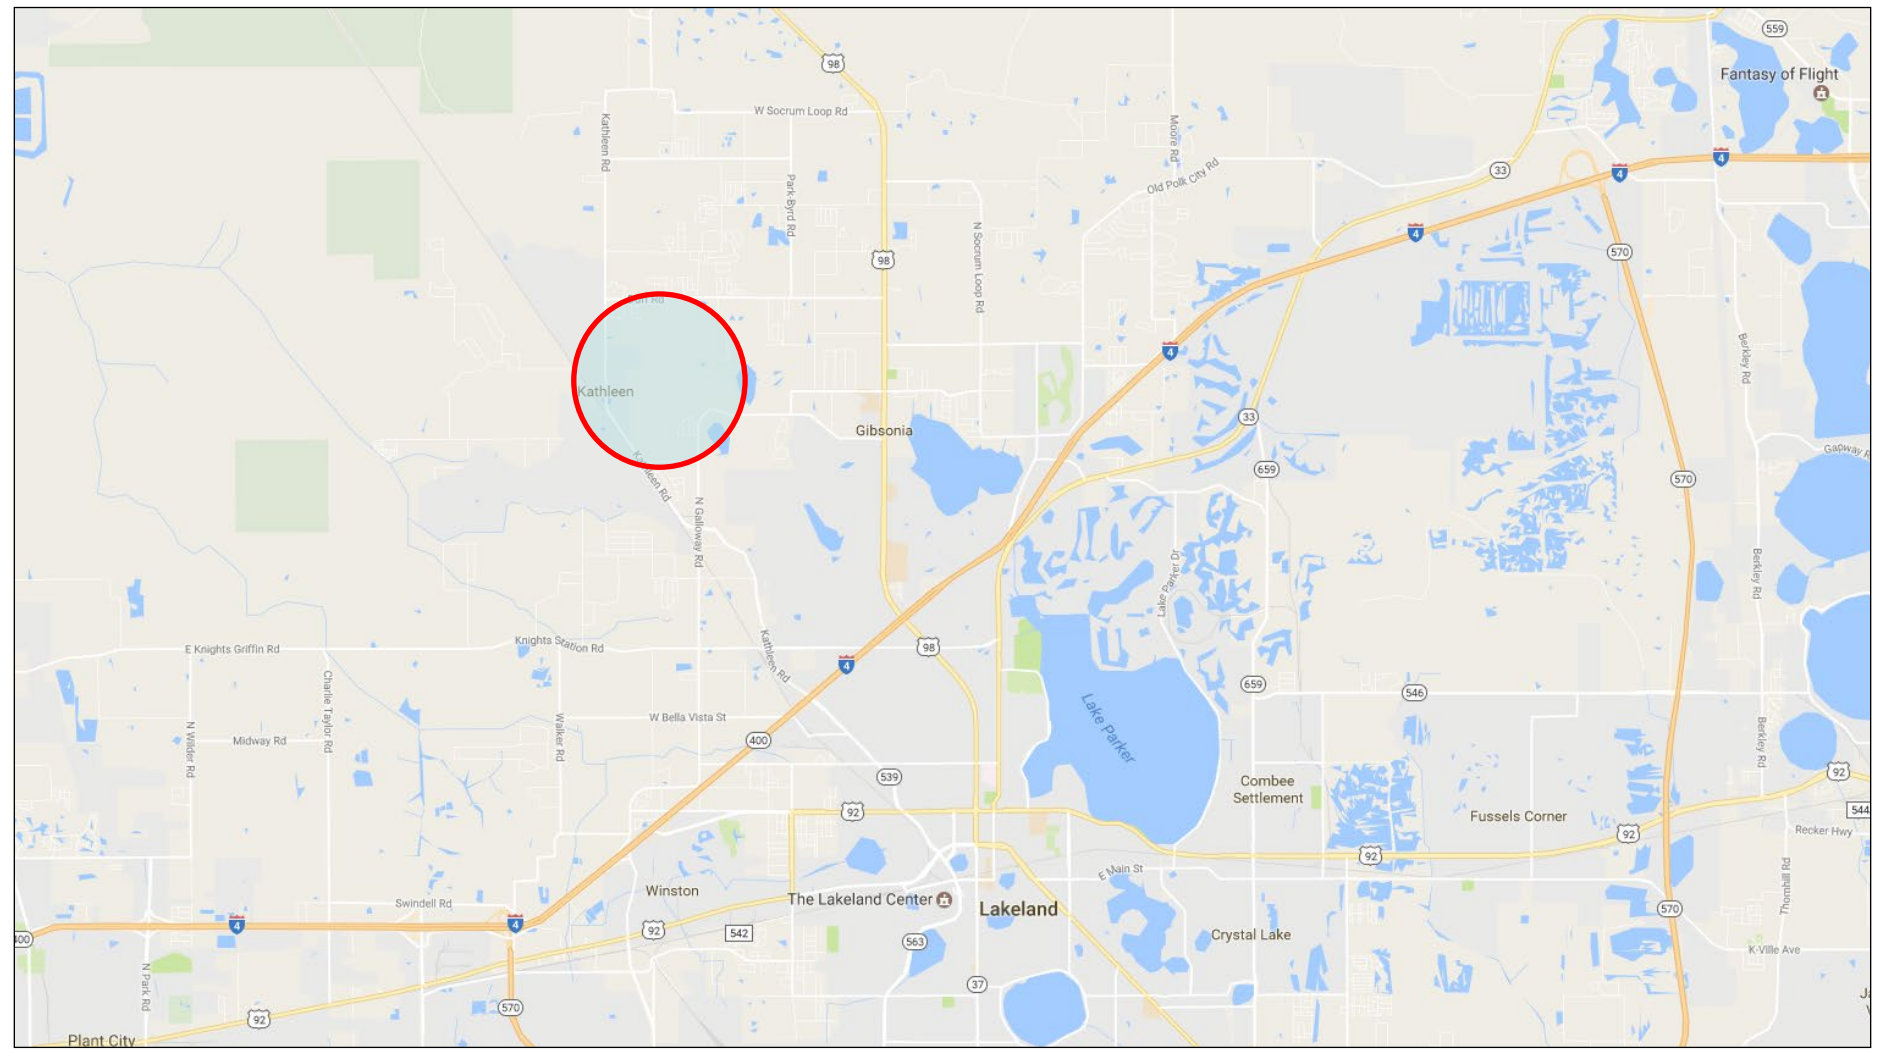 559
Fantasy of Flight
98
W Socrum Loop Rd
Kathleen Rd
Moore Rd
4
33
Old Polk City Rd
4
Park-Byrd Rd
4
N Socrum Loop Rd
98
570
Kathleen
4
Berkley Rd
33
Gibsonia
Gapway R
659
570
Kathleen Rd
N Galloway Rd
Lake Parker Dr
Berkley Rd
E Knights Griffin Rd
Knights Station Rd
98
Kathleen Rd
4
659
546
Charlie Taylor Rd
Lake Parker
W Bella Vista St
Walker Rd
N Wilder Rd
Midway Rd
400
Berkley Rd
539
Combee
Settlement
92
92
Fussels Corner
544
92
Recker Hwy
92
E Main St
Winston
The Lakeland Center
Lakeland
Swindell Rd
Thornhill Rd
570
4
4
92
542
563
Crystal Lake
400
K-Ville Ave
N Park Rd
37
570
92
Plant City